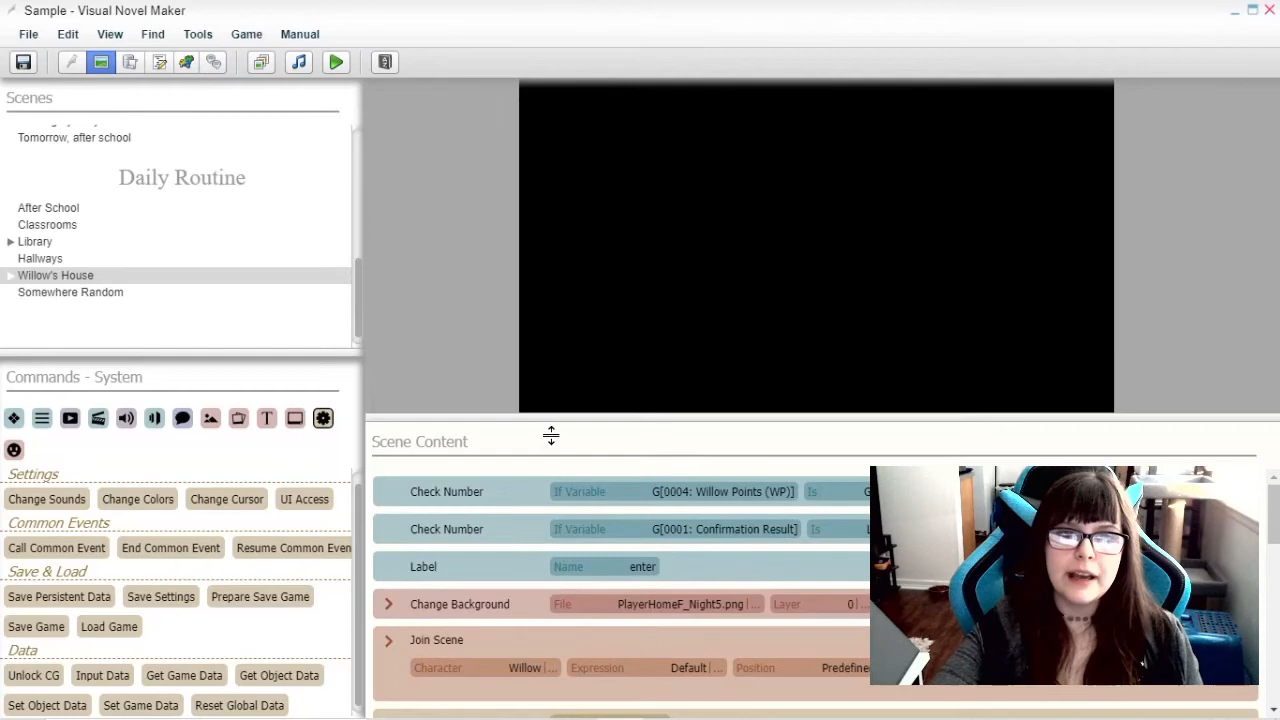 Sample - Visual Novel Maker
File Edit View Find Tools Game Manual
Scenes
Tomorrow, after school
Daily Routine
After School
Classrooms
Library
Hallways
Willow's House
Somewhere Random
Commands - System
T
Settings
Change Sounds Change Colors Change Cursor UI Access
Common Events
Call Common Event End Common Event Resume Common Even
Save & Load
Save Persistent Data Save Settings Prepare Save Game
Save Game Load Game
Data
Unlock CG Input Data Get Game Data Get Object Data
Set Object Data Set Game Data Reset Global Data
Scene Content
Check Number If Variable G[0004: Willow Points (WP)] Is G
Check Number If Variable G[0001: Confirmation Result] Is
Label Name enter
Change Background File PlayerHomeF_Night5.png ... Layer 0 ...
Join Scene
Character Willow ... Expression Default ... Position Predefine